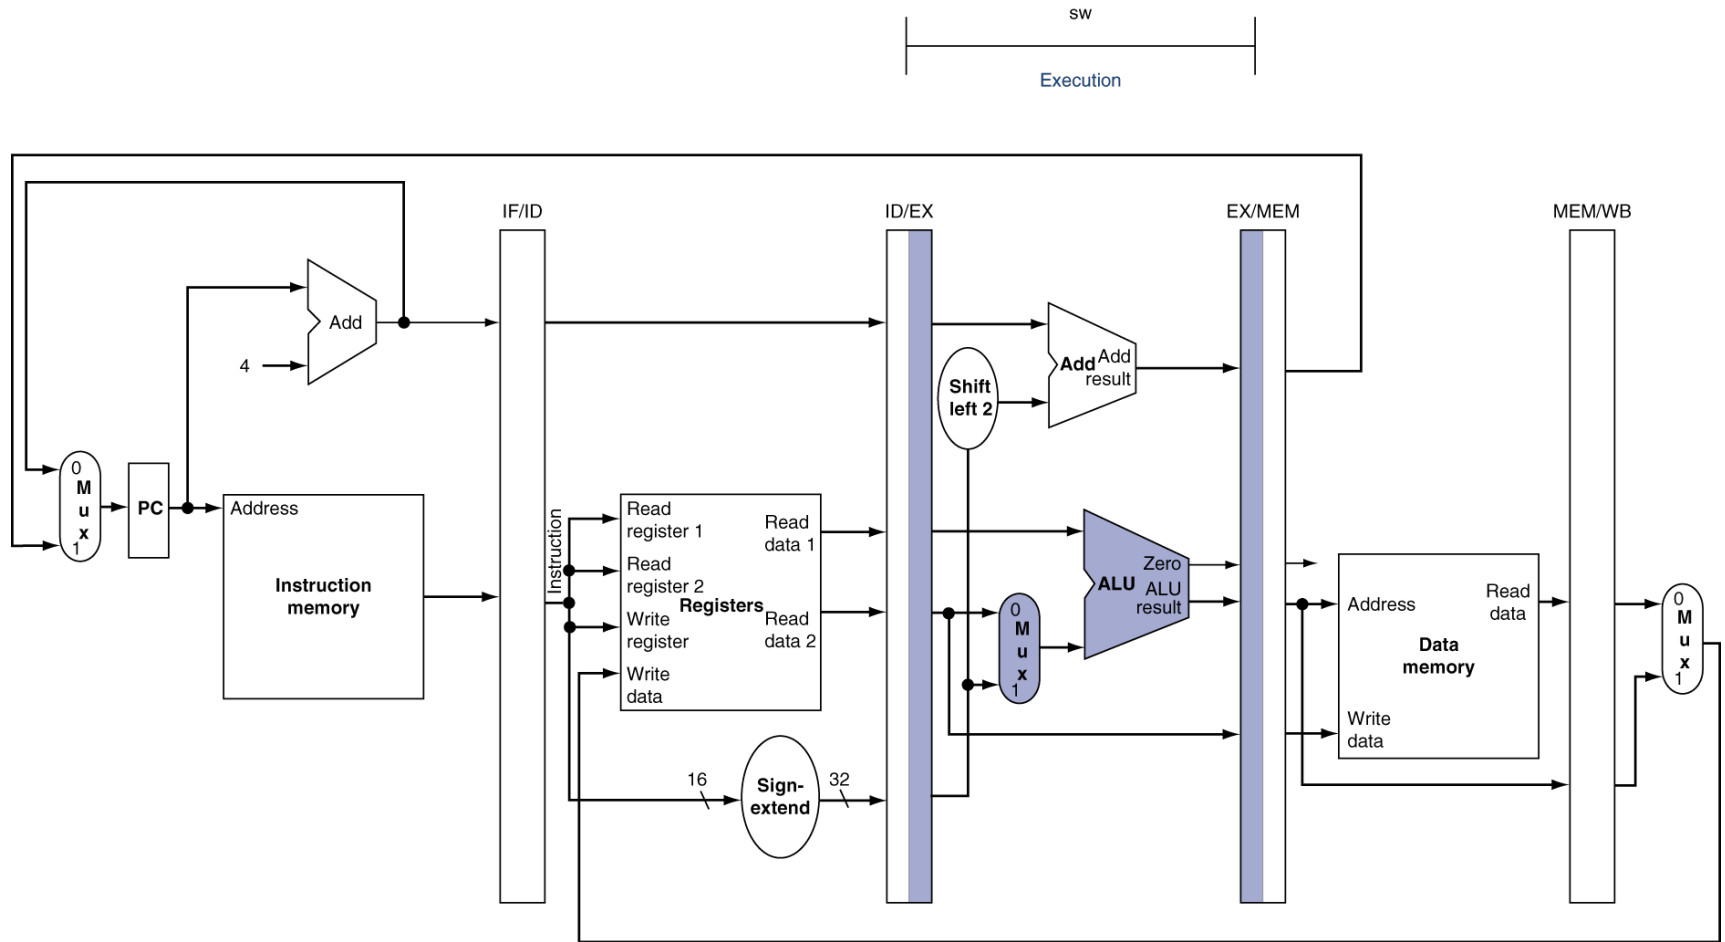 sw
Execution
IF/ID
ID/EX
EX/MEM
MEM/WB
Add
4
Add
Add
result
Shift
left 2
0
M
u
x
1
PC
Address
Instruction
memory
Instruction
Read
register 1
Read
register 2
Write
register
Write
data
Registers
Read
data 1
Read
data 2
16
Sign-
extend
32
0
M
u
x
1
ALU
Zero
ALU
result
Address
Read
data
Data
memory
Write
data
0
M
u
x
1